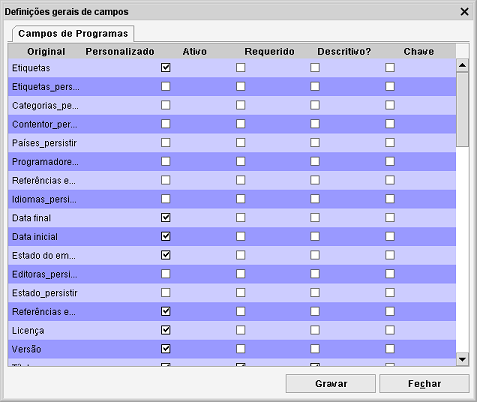 Definições gerais de campos
Campos de Programas
Original Personalizado Ativo Requerido Descritivo? Chave
Etiquetas
Etiquetas_pers...
Categorias_pe...
Contentor_per...
Países_persistir
Programadore...
Referências e...
Idiomas_persi...
Data final
Data inicial
Estado do em...
Editoras_persi...
Estado_persistir
Referências e...
Licença
Versão
Gravar Fechar